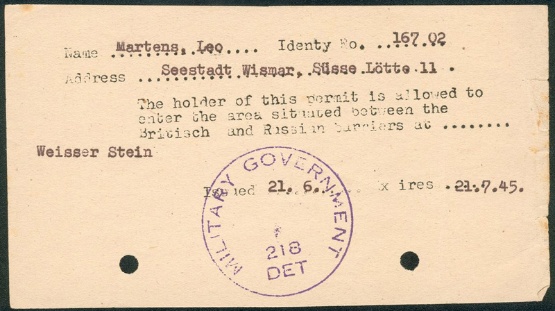 Name Martens, Leo.... Identy No. ..167.02
Address ..Seestadt Wismar, Süsse Lötte 11 .
The holder of this permit is allowed to
enter the area situated between the
Britisch and Russian barriers at ........
Weisser Stein
Issued 21. 6. x ires .21.7.45.
MILITARY GOVERNMENT
218
DET